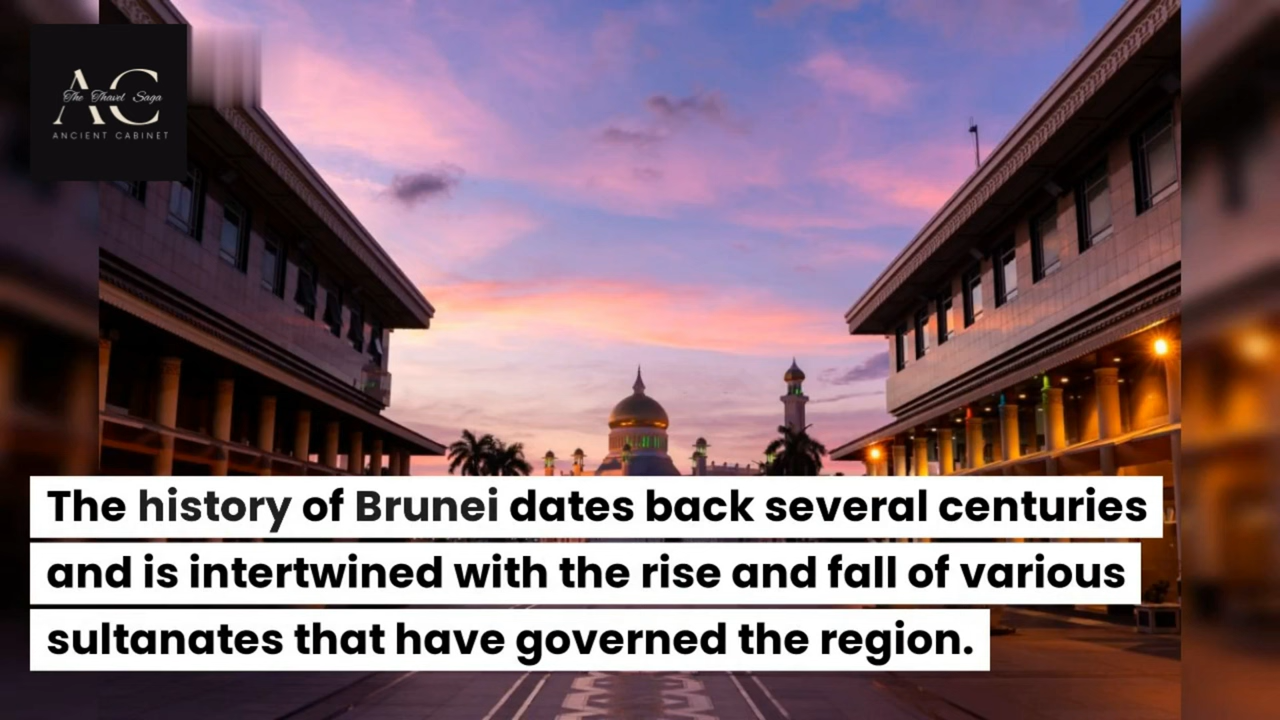 AC
The Travel Saga
ANCIENT CABINET
The history of Brunei dates back several centuries
and is intertwined with the rise and fall of various
sultanates that have governed the region.